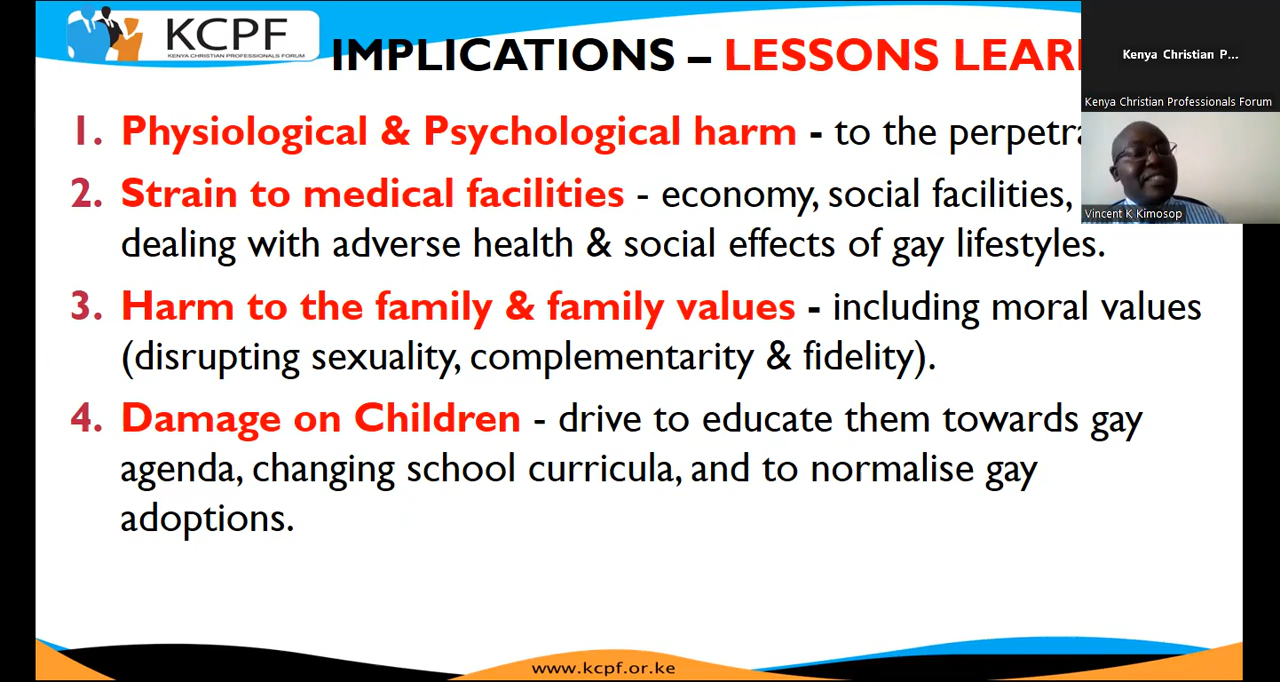 KCPF
KENYA CHRISTIAN PROFESSIONALS FORUM
IMPLICATIONS – LESSONS
Kenya Christian P...
Kenya Christian Professionals Forum
Vincent K Kimosop
1. Physiological & Psychological harm - to the
2. Strain to medical facilities - economy, social facilities,
dealing with adverse health & social effects of gay lifestyles.
3. Harm to the family & family values - including moral values
(disrupting sexuality, complementarity & fidelity).
4. Damage on Children - drive to educate them towards gay
agenda, changing school curricula, and to normalise gay
adoptions.
www.kcpf.or.ke